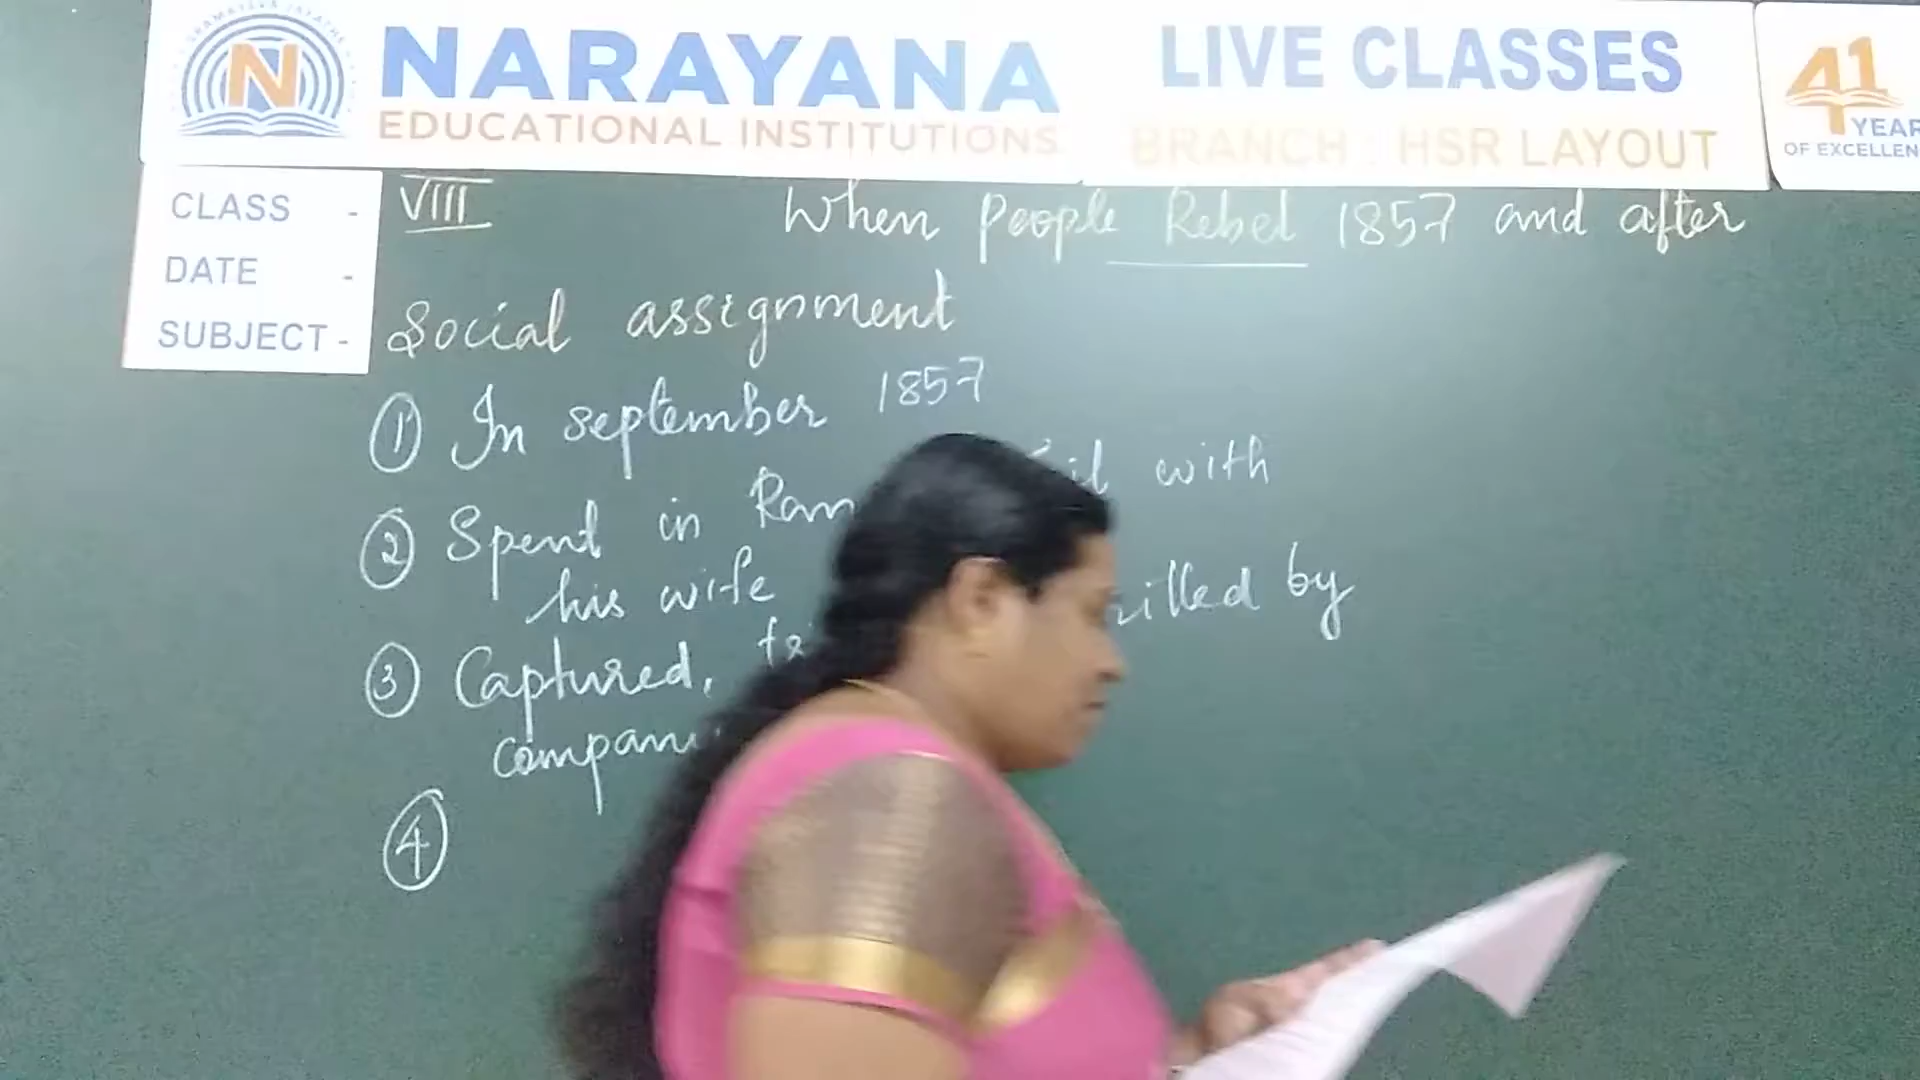 NARAYANA
EDUCATIONAL INSTITUTIONS
LIVE CLASSES
BRANCH : HSR LAYOUT
41
YEAR
OF EXCELLEN
CLASS - VIII
When People Rebel 1857 and after
DATE -
SUBJECT - Social assignment
① In september 1857
② Spent in with
his wife
③ Captured, by
④